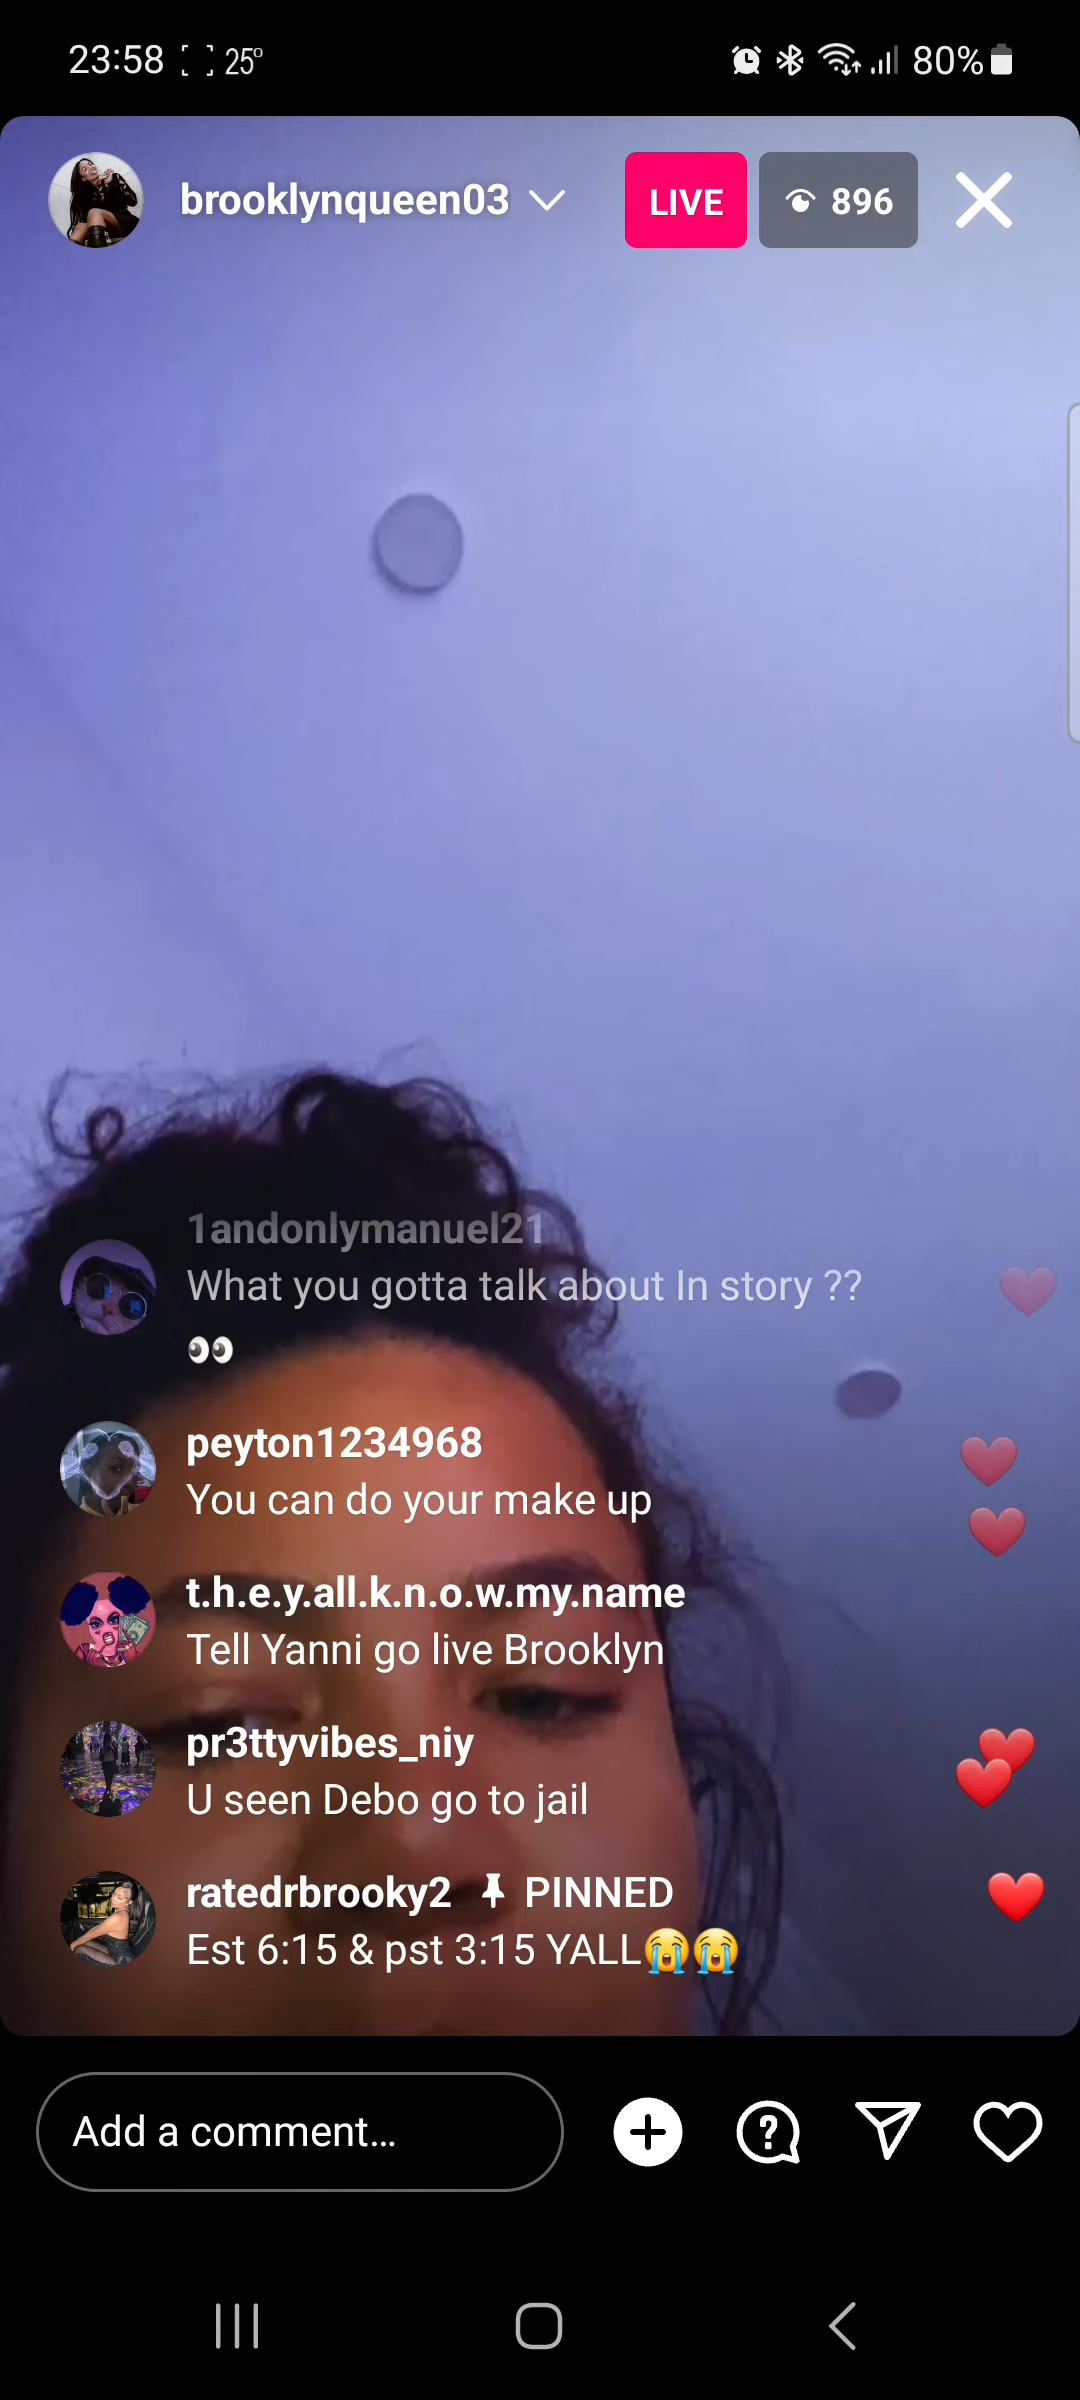 23:58 25°
80%
brooklynqueen03 LIVE 896
1andonlymanuel21
What you gotta talk about In story ??
👀
peyton1234968
You can do your make up
t.h.e.y.all.k.n.o.w.my.name
Tell Yanni go live Brooklyn
pr3ttyvibes_niy
U seen Debo go to jail
ratedrbrooky2 PINNED
Est 6:15 & pst 3:15 YALL😭😭
Add a comment...